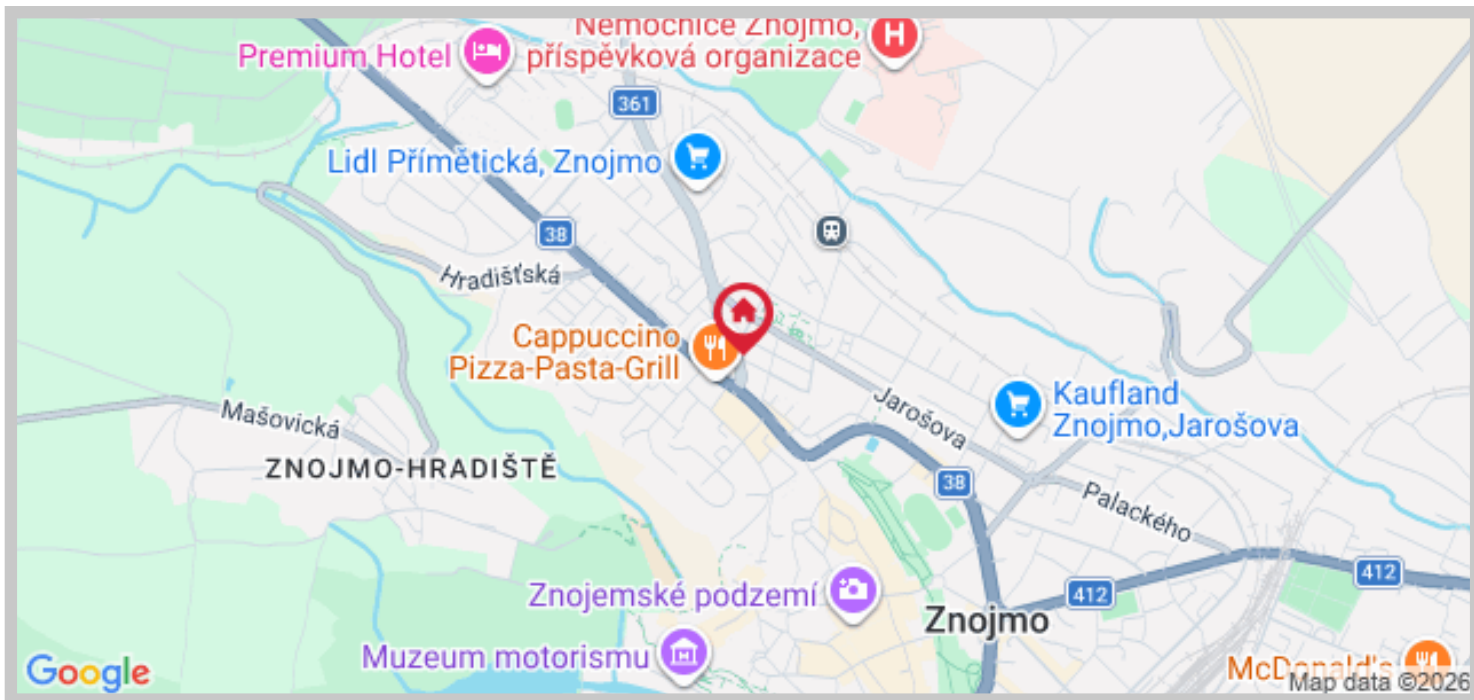 Nemocnice Znojmo,
příspěvková organizace
H
Premium Hotel
361
Lidl Přímětická, Znojmo
38
Hradišťská
Cappuccino
Pizza-Pasta-Grill
Jarošova
Kaufland
Znojmo,Jarošova
Mašovická
ZNOJMO-HRADIŠTĚ
38
Palackého
412
412
Znojemské podzemí
Znojmo
Muzeum motorismu
McDonald's
Google
Map data ©2026